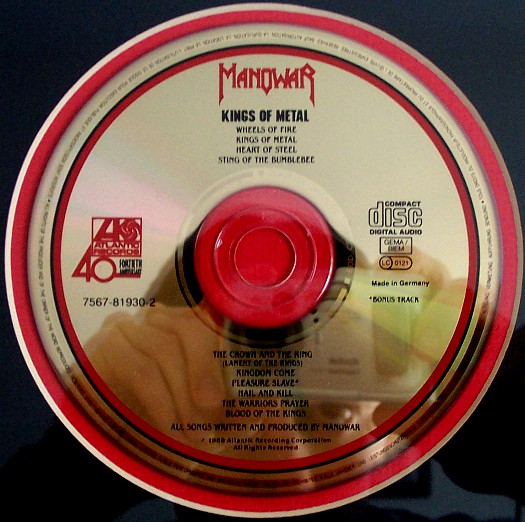 MANOWAR
KINGS OF METAL
WHEELS OF FIRE
KINGS OF METAL
HEART OF STEEL
STING OF THE BUMBLEBEE
ATLANTIC
RECORDS
40 FORTIETH
ANNIVERSARY
7567-81930-2
COMPACT
disc
DIGITAL AUDIO
GEMA/
BIEM
LC 0121
Made in Germany
*BONUS TRACK
THE CROWN AND THE RING
(LAMENT OF THE KINGS)
KINGDOM COME
PLEASURE SLAVE*
HAIL AND KILL
THE WARRIORS PRAYER
BLOOD OF THE KINGS
ALL SONGS WRITTEN AND PRODUCED BY MANOWAR
1988 Atlantic Recording Corporation
All Rights Reserved